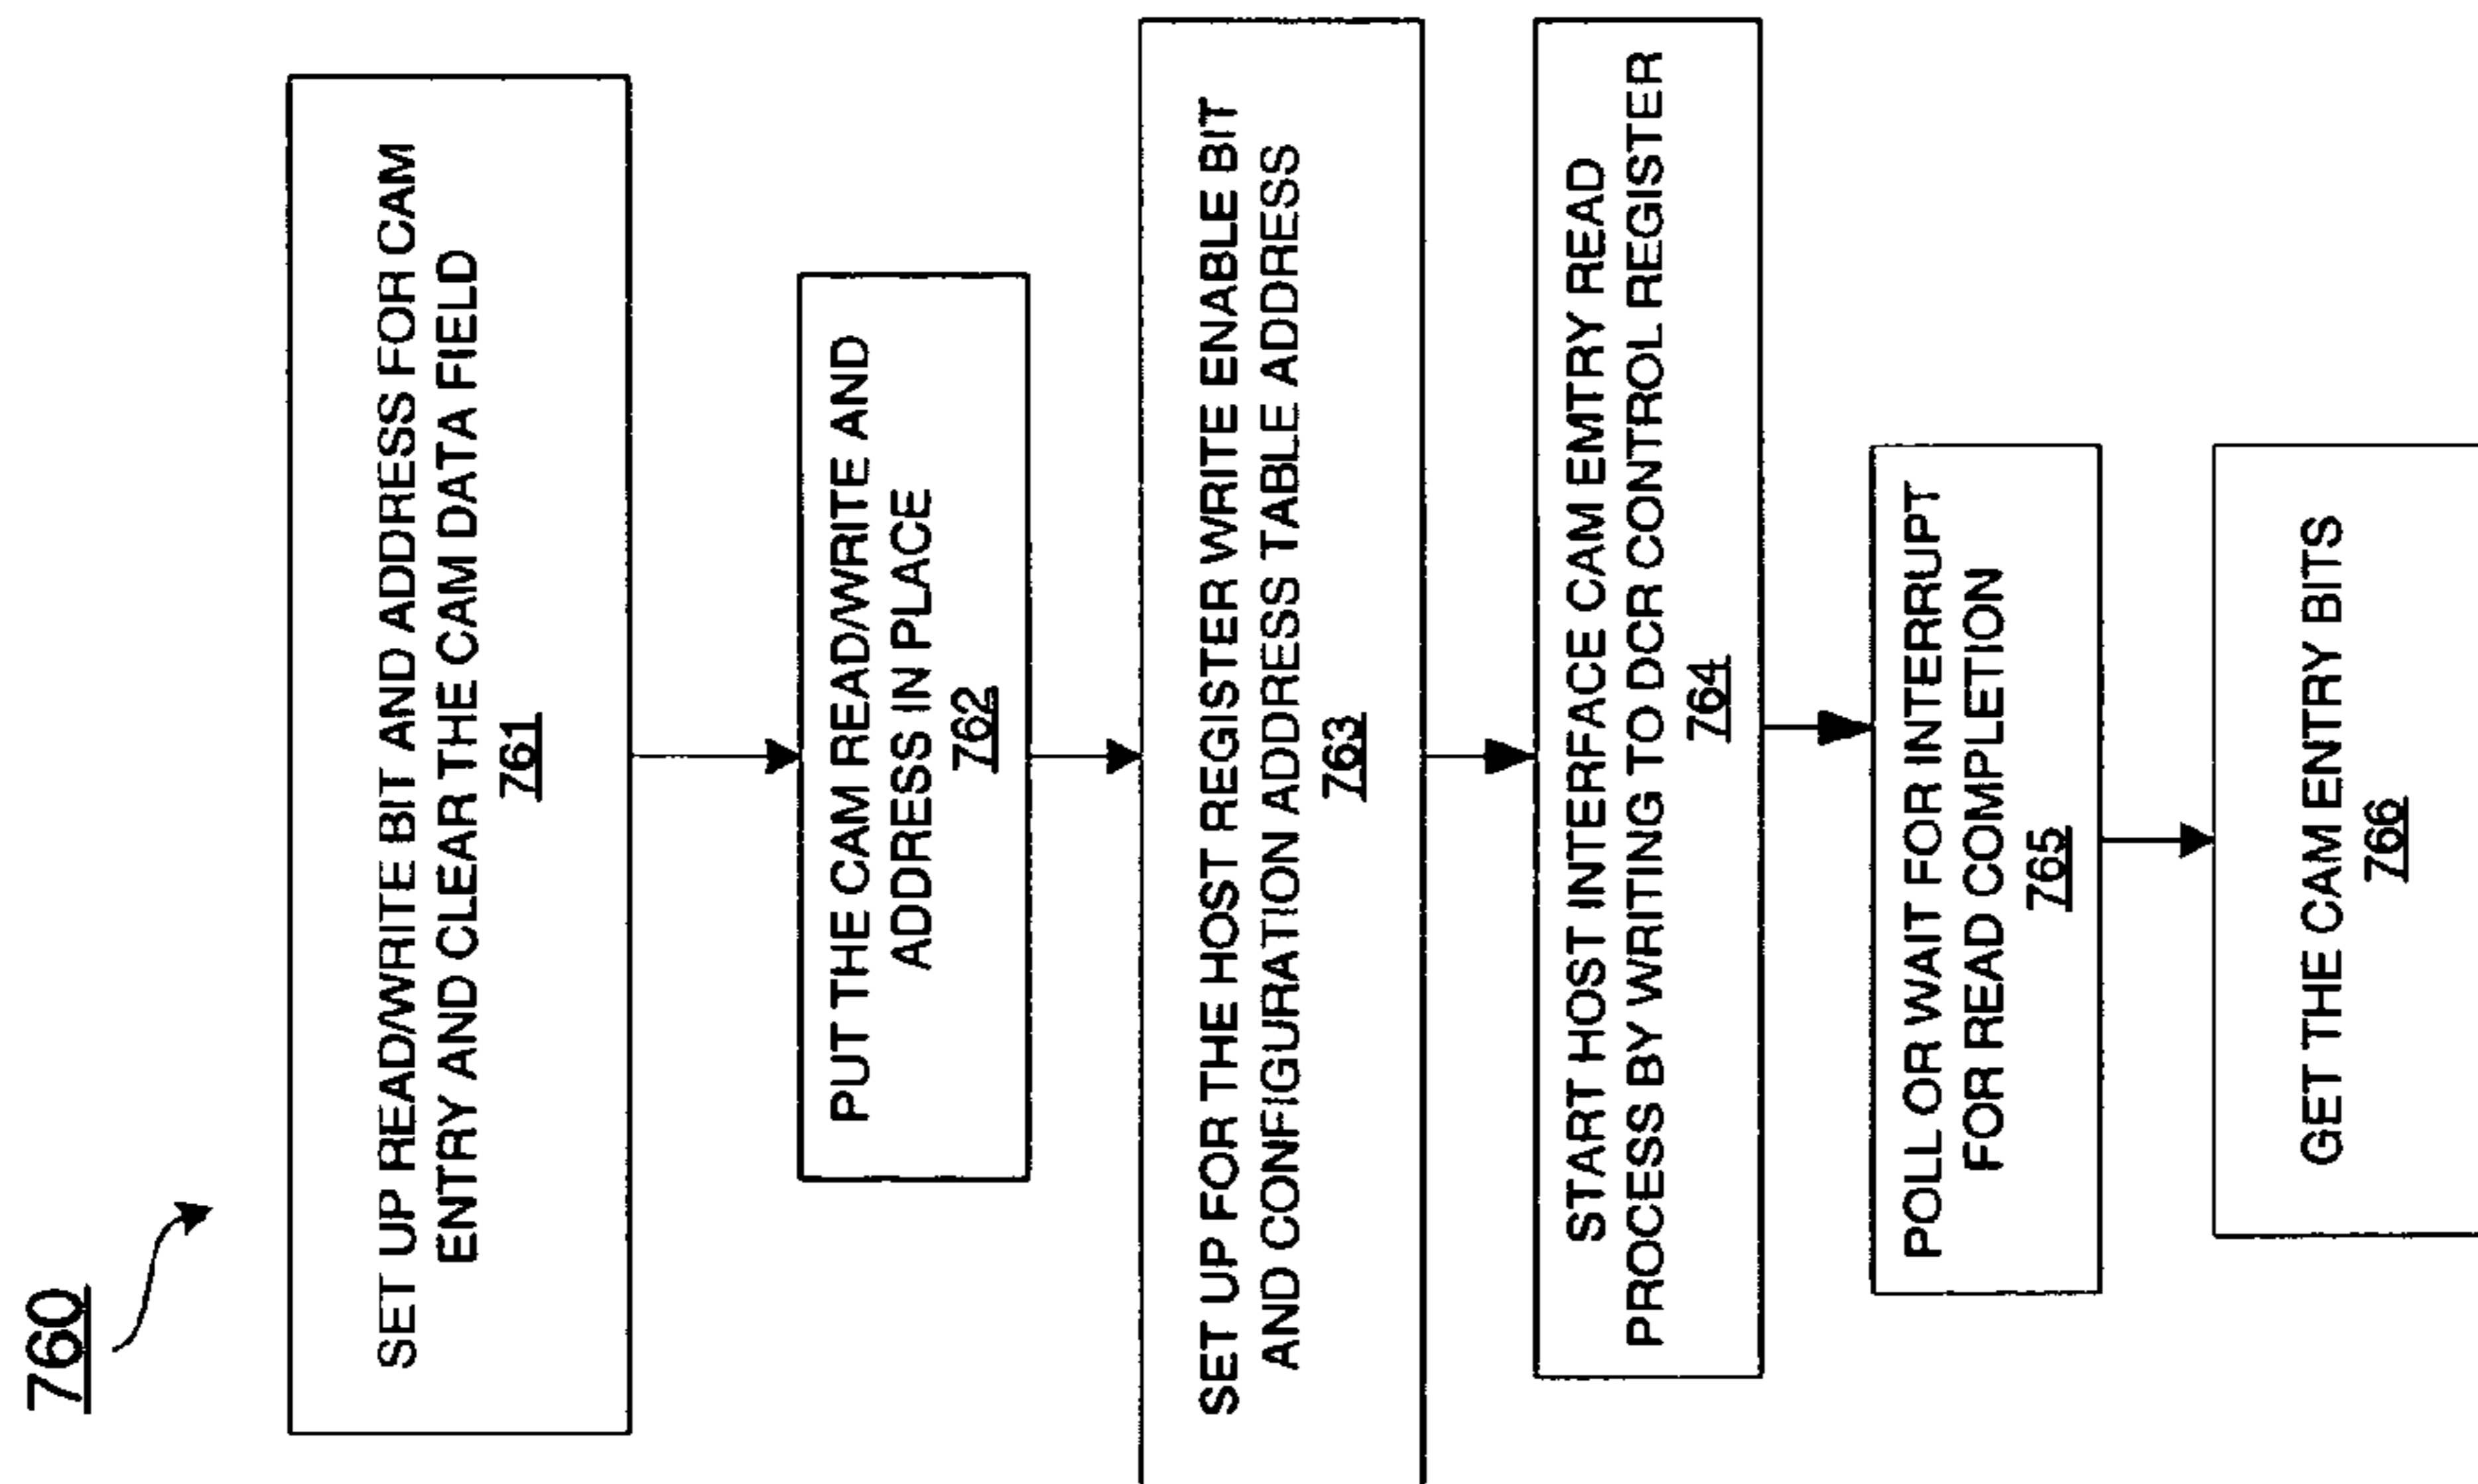 760
SET UP READ/WRITE BIT AND ADDRESS FOR CAM
ENTRY AND CLEAR THE CAM DATA FIELD
761
PUT THE CAM READ/WRITE AND
ADDRESS IN PLACE
762
SET UP FOR THE HOST REGISTER WRITE ENABLE BIT
AND CONFIGURATION ADDRESS TABLE ADDRESS
763
START HOST INTERFACE CAM EMTRY READ
PROCESS BY WRITING TO DCR CONTROL REGISTER
764
POLL OR WAIT FOR INTERRUPT
FOR READ COMPLETION
765
GET THE CAM ENTRY BITS
766